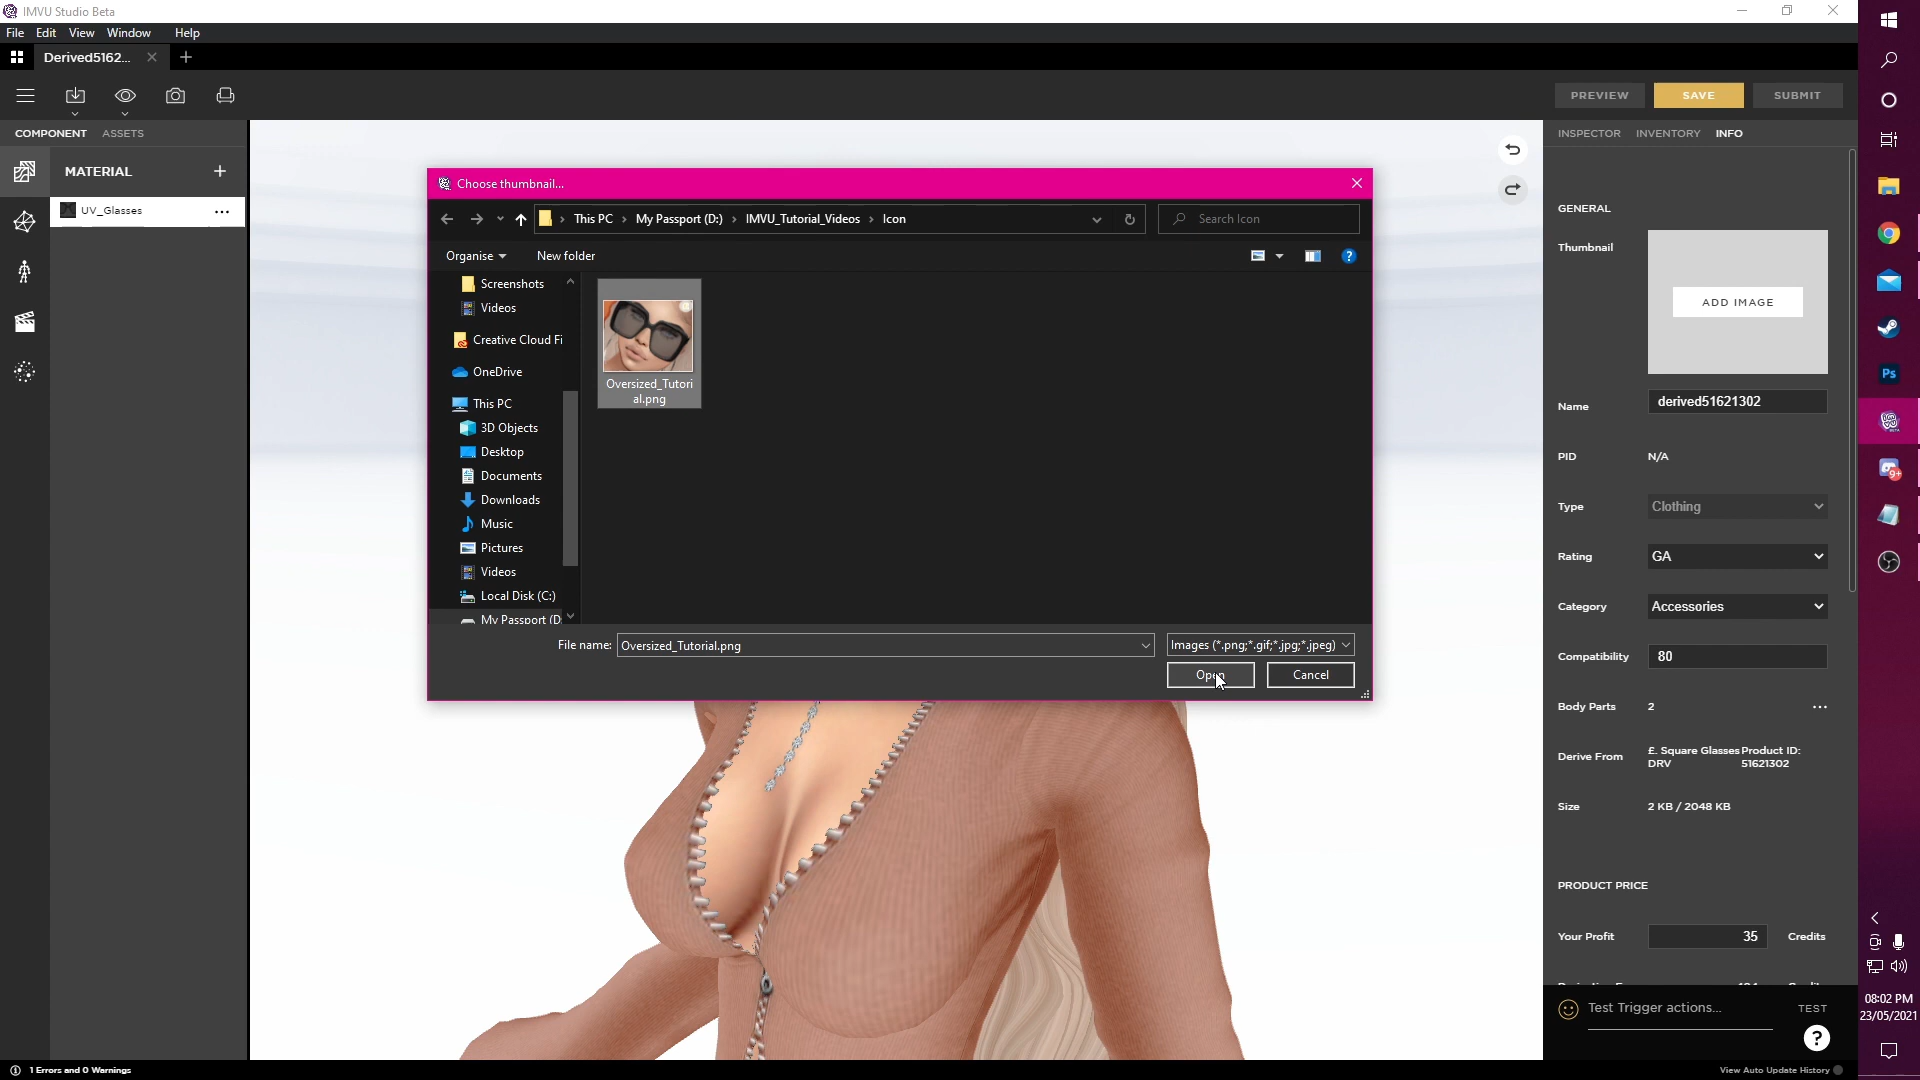 IMVU Studio Beta
File Edit View Window Help
Derived5162...
PREVIEW SAVE SUBMIT
COMPONENT ASSETS
MATERIAL
UV_Glasses
Choose thumbnail...
This PC My Passport (D:) IMVU_Tutorial_Videos Icon
Search Icon
Organise New folder
Screenshots
Videos
Creative Cloud Fi
OneDrive
This PC
3D Objects
Desktop
Documents
Downloads
Music
Pictures
Videos
Local Disk (C:)
My Passport (D
Oversized_Tutori
al.png
File name: Oversized_Tutorial.png
Images (*.png;*.gif;*.jpg;*.jpeg)
Open Cancel
INSPECTOR INVENTORY INFO
GENERAL
Thumbnail
ADD IMAGE
Name derived51621302
PID N/A
Type Clothing
Rating GA
Category Accessories
Compatibility 80
Body Parts 2 ...
Derive From £. Square Glasses DRV Product ID: 51621302
Size 2 KB / 2048 KB
PRODUCT PRICE
Your Profit 35 Credits
Test Trigger actions... TEST
?
1 Errors and 0 Warnings
View Auto Update History
Ps
BETA
9+
08:02 PM
23/05/2021